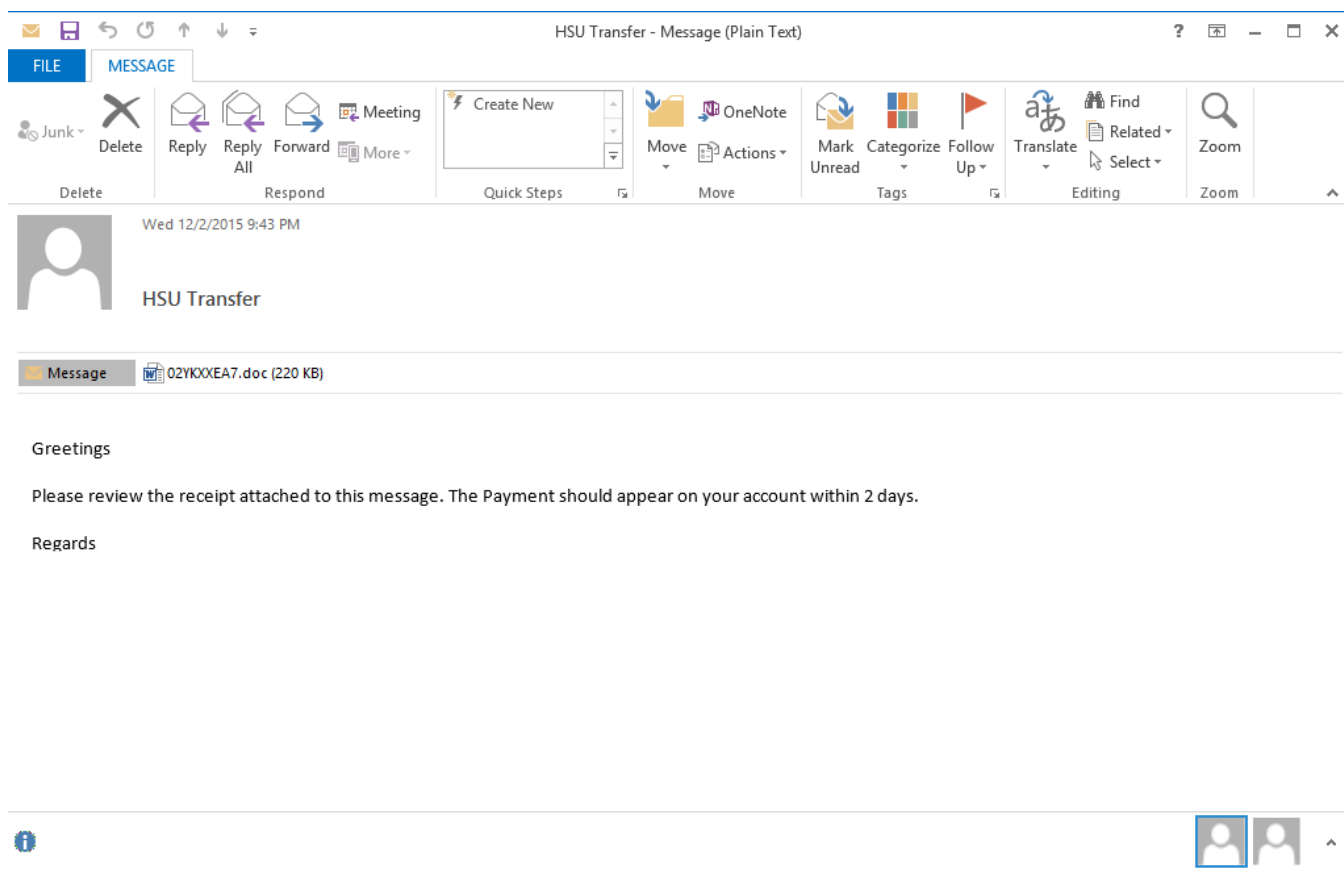 HSU Transfer - Message (Plain Text)
?
FILE
MESSAGE
Junk
Delete
Reply
Reply All
Forward
Meeting
More
Create New
Move
OneNote
Actions
Mark Unread
Categorize
Follow Up
Translate
Find
Related
Select
Zoom
Delete
Respond
Quick Steps
Move
Tags
Editing
Zoom
Wed 12/2/2015 9:43 PM
HSU Transfer
Message
02YKXXEA7.doc (220 KB)
Greetings
Please review the receipt attached to this message. The Payment should appear on your account within 2 days.
Regards